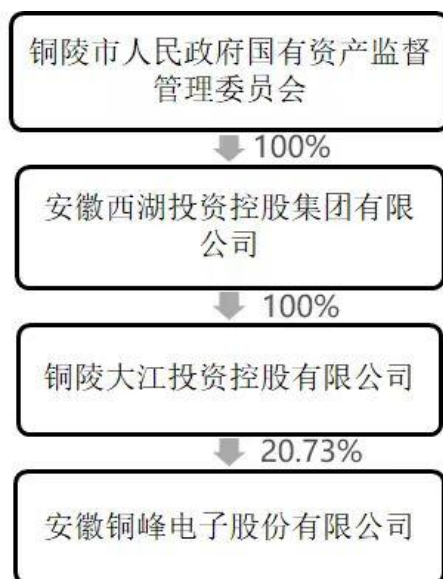 铜陵市人民政府国有资产监督
管理委员会
100%
安徽西湖投资控股集团有限
公司
100%
铜陵大江投资控股有限公司
20.73%
安徽铜峰电子股份有限公司